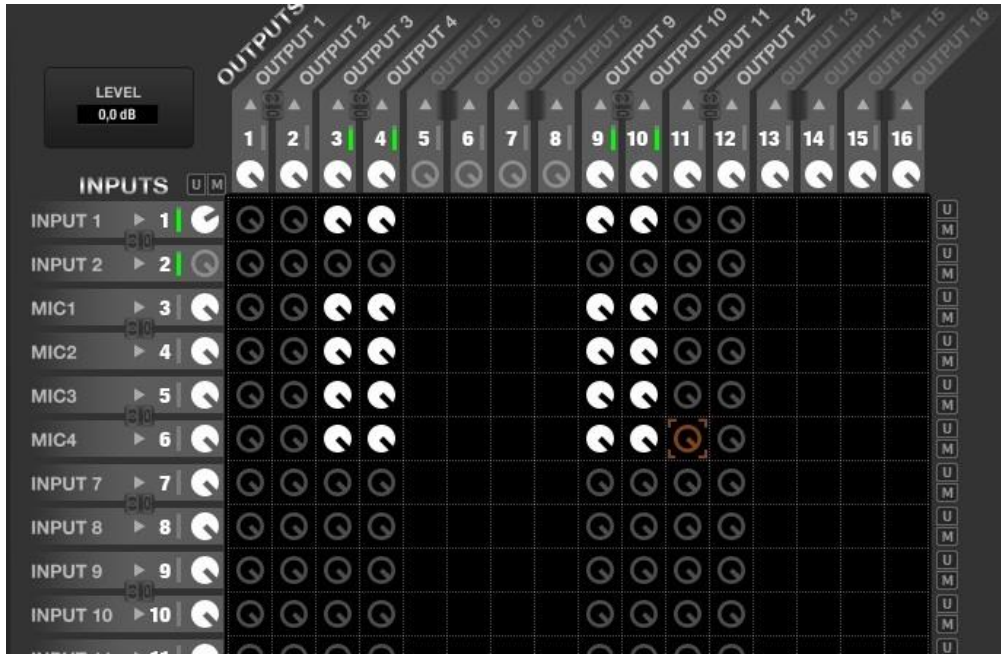 OUTPUTS
OUTPUT 1
OUTPUT 2
OUTPUT 3
OUTPUT 4
OUTPUT 5
OUTPUT 6
OUTPUT 7
OUTPUT 8
OUTPUT 9
OUTPUT 10
OUTPUT 11
OUTPUT 12
OUTPUT 13
OUTPUT 14
OUTPUT 15
OUTPUT 16
LEVEL
0,0 dB
1 2 3 4 5 6 7 8 9 10 11 12 13 14 15 16
INPUTS U M
INPUT 1 1 U M
INPUT 2 2 U M
MIC1 3 U M
MIC2 4 U M
MIC3 5 U M
MIC4 6 U M
INPUT 7 7 U M
INPUT 8 8 U M
INPUT 9 9 U M
INPUT 10 10 U M
U